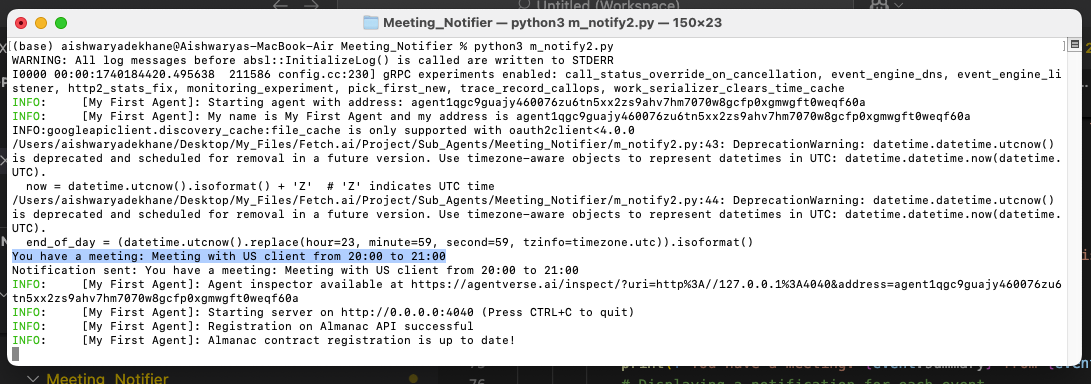 Untitled (Workspace)
Meeting_Notifier — python3 m_notify2.py — 150×23
[(base) aishwaryadekhane@Aishwaryas-MacBook-Air Meeting_Notifier % python3 m_notify2.py ]
WARNING: All log messages before absl::InitializeLog() is called are written to STDERR
I0000 00:00:1740184420.495638  211586 config.cc:230] gRPC experiments enabled: call_status_override_on_cancellation, event_engine_dns, event_engine_li
stener, http2_stats_fix, monitoring_experiment, pick_first_new, trace_record_callops, work_serializer_clears_time_cache
INFO:     [My First Agent]: Starting agent with address: agent1qgc9guajy460076zu6tn5xx2zs9ahv7hm7070w8gcfp0xgmwgft0weqf60a
INFO:     [My First Agent]: My name is My First Agent and my address is agent1qgc9guajy460076zu6tn5xx2zs9ahv7hm7070w8gcfp0xgmwgft0weqf60a
INFO:googleapiclient.discovery_cache:file_cache is only supported with oauth2client<4.0.0
/Users/aishwaryadekhane/Desktop/My_Files/Fetch.ai/Project/Sub_Agents/Meeting_Notifier/m_notify2.py:43: DeprecationWarning: datetime.datetime.utcnow()
is deprecated and scheduled for removal in a future version. Use timezone-aware objects to represent datetimes in UTC: datetime.datetime.now(datetime.
UTC).
  now = datetime.utcnow().isoformat() + 'Z'  # 'Z' indicates UTC time
/Users/aishwaryadekhane/Desktop/My_Files/Fetch.ai/Project/Sub_Agents/Meeting_Notifier/m_notify2.py:44: DeprecationWarning: datetime.datetime.utcnow()
is deprecated and scheduled for removal in a future version. Use timezone-aware objects to represent datetimes in UTC: datetime.datetime.now(datetime.
UTC).
  end_of_day = (datetime.utcnow().replace(hour=23, minute=59, second=59, tzinfo=timezone.utc)).isoformat()
You have a meeting: Meeting with US client from 20:00 to 21:00
Notification sent: You have a meeting: Meeting with US client from 20:00 to 21:00
INFO:     [My First Agent]: Agent inspector available at https://agentverse.ai/inspect/?uri=http%3A//127.0.0.1%3A4040&address=agent1qgc9guajy460076zu6
tn5xx2zs9ahv7hm7070w8gcfp0xgmwgft0weqf60a
INFO:     [My First Agent]: Starting server on http://0.0.0.0:4040 (Press CTRL+C to quit)
INFO:     [My First Agent]: Registration on Almanac API successful
INFO:     [My First Agent]: Almanac contract registration is up to date!
Meeting_Notifier